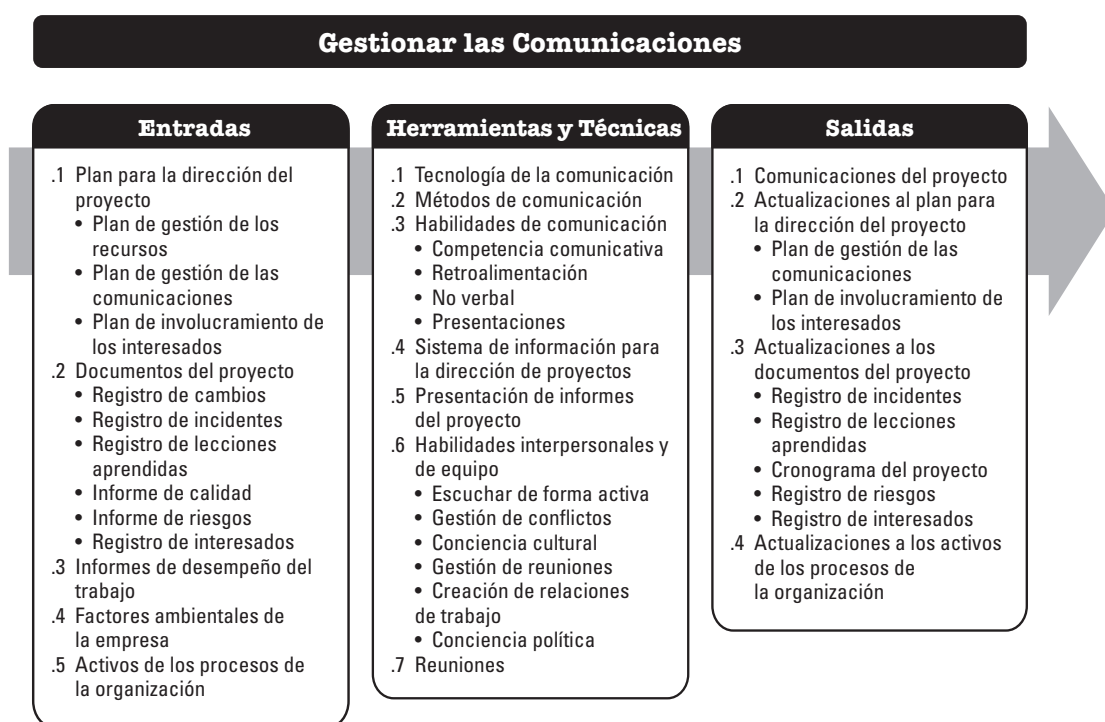 Gestionar las Comunicaciones
Entradas
.1 Plan para la dirección del
proyecto
• Plan de gestión de los
recursos
• Plan de gestión de las
comunicaciones
• Plan de involucramiento de
los interesados
.2 Documentos del proyecto
• Registro de cambios
• Registro de incidentes
• Registro de lecciones
aprendidas
• Informe de calidad
• Informe de riesgos
• Registro de interesados
.3 Informes de desempeño del
trabajo
.4 Factores ambientales de
la empresa
.5 Activos de los procesos de
la organización
Herramientas y Técnicas
.1 Tecnología de la comunicación
.2 Métodos de comunicación
.3 Habilidades de comunicación
• Competencia comunicativa
• Retroalimentación
• No verbal
• Presentaciones
.4 Sistema de información para
la dirección de proyectos
.5 Presentación de informes
del proyecto
.6 Habilidades interpersonales y
de equipo
• Escuchar de forma activa
• Gestión de conflictos
• Conciencia cultural
• Gestión de reuniones
• Creación de relaciones
de trabajo
• Conciencia política
.7 Reuniones
Salidas
.1 Comunicaciones del proyecto
.2 Actualizaciones al plan para
la dirección del proyecto
• Plan de gestión de las
comunicaciones
• Plan de involucramiento de
los interesados
.3 Actualizaciones a los
documentos del proyecto
• Registro de incidentes
• Registro de lecciones
aprendidas
• Cronograma del proyecto
• Registro de riesgos
• Registro de interesados
.4 Actualizaciones a los activos
de los procesos de
la organización